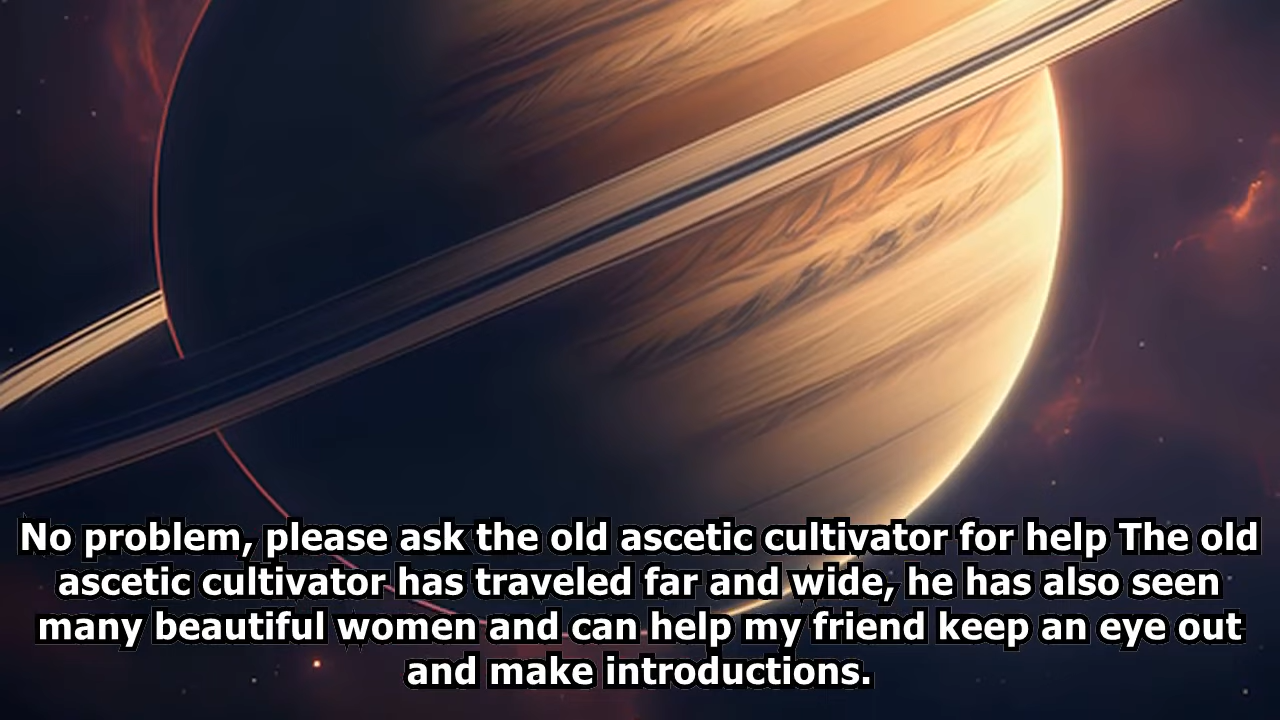 No problem, please ask the old ascetic cultivator for help The old
ascetic cultivator has traveled far and wide, he has also seen
many beautiful women and can help my friend keep an eye out
and make introductions.